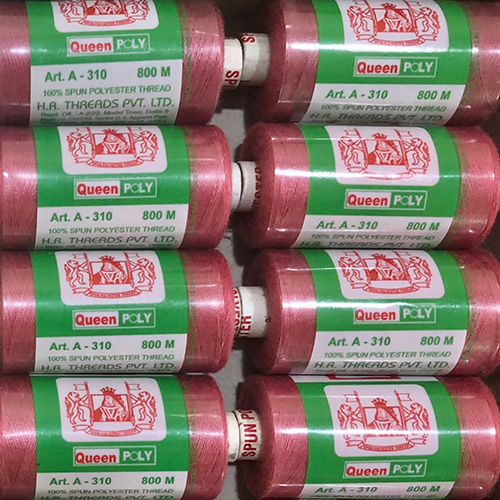 Queen POLY
Art. A - 310 800 M
100% SPUN POLYESTER THREAD
H.A. THREADS PVT. LTD.
Queen POLY
Art. A - 310 800 M
100% SPUN POLYESTER THREAD
H.A. THREADS PVT. LTD.
Queen POLY
Art. A - 310 800 M
100% SPUN POLYESTER THREAD
H.A. THREADS PVT. LTD.
Queen POLY
Art. A - 310 800 M
100% SPUN POLYESTER THREAD
Queen POLY
Art. A - 310 800 M
100% SPUN POLYESTER THREAD
H.A. THREADS PVT. LTD.
Queen POLY
Art. A - 310 800 M
100% SPUN POLYESTER THREAD
H.A. THREADS PVT. LTD.
Queen POLY
Art. A - 310 800 M
100% SPUN POLYESTER THREAD
Queen POLY
Art. A - 310 800 M
SPUN